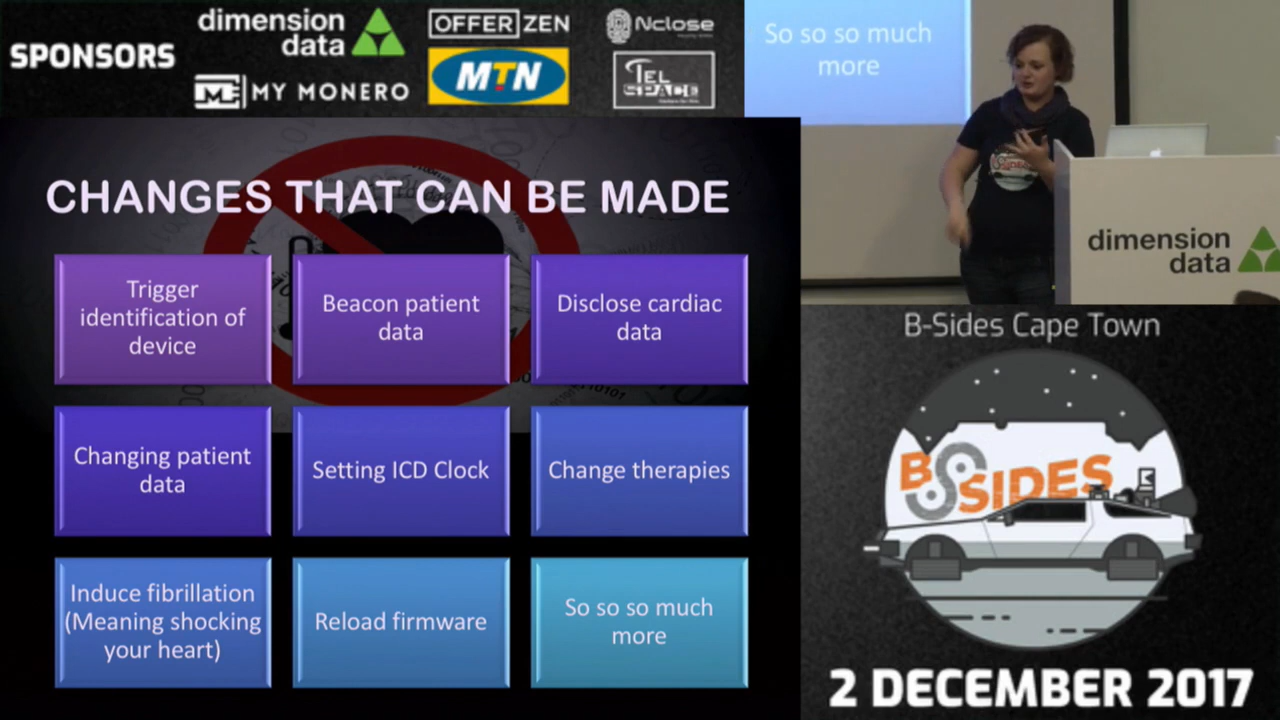 SPONSORS
dimension
data
MY MONERO
OFFERZEN
MTN
Nclose
TEL
SPACE
So so so much
more
dimension
data
CHANGES THAT CAN BE MADE
Trigger
identification of
device
Beacon patient
data
Disclose cardiac
data
Changing patient
data
Setting ICD Clock
Change therapies
Induce fibrillation
(Meaning shocking
your heart)
Reload firmware
So so so much
more
B-Sides Cape Town
BSIDES
2 DECEMBER 2017